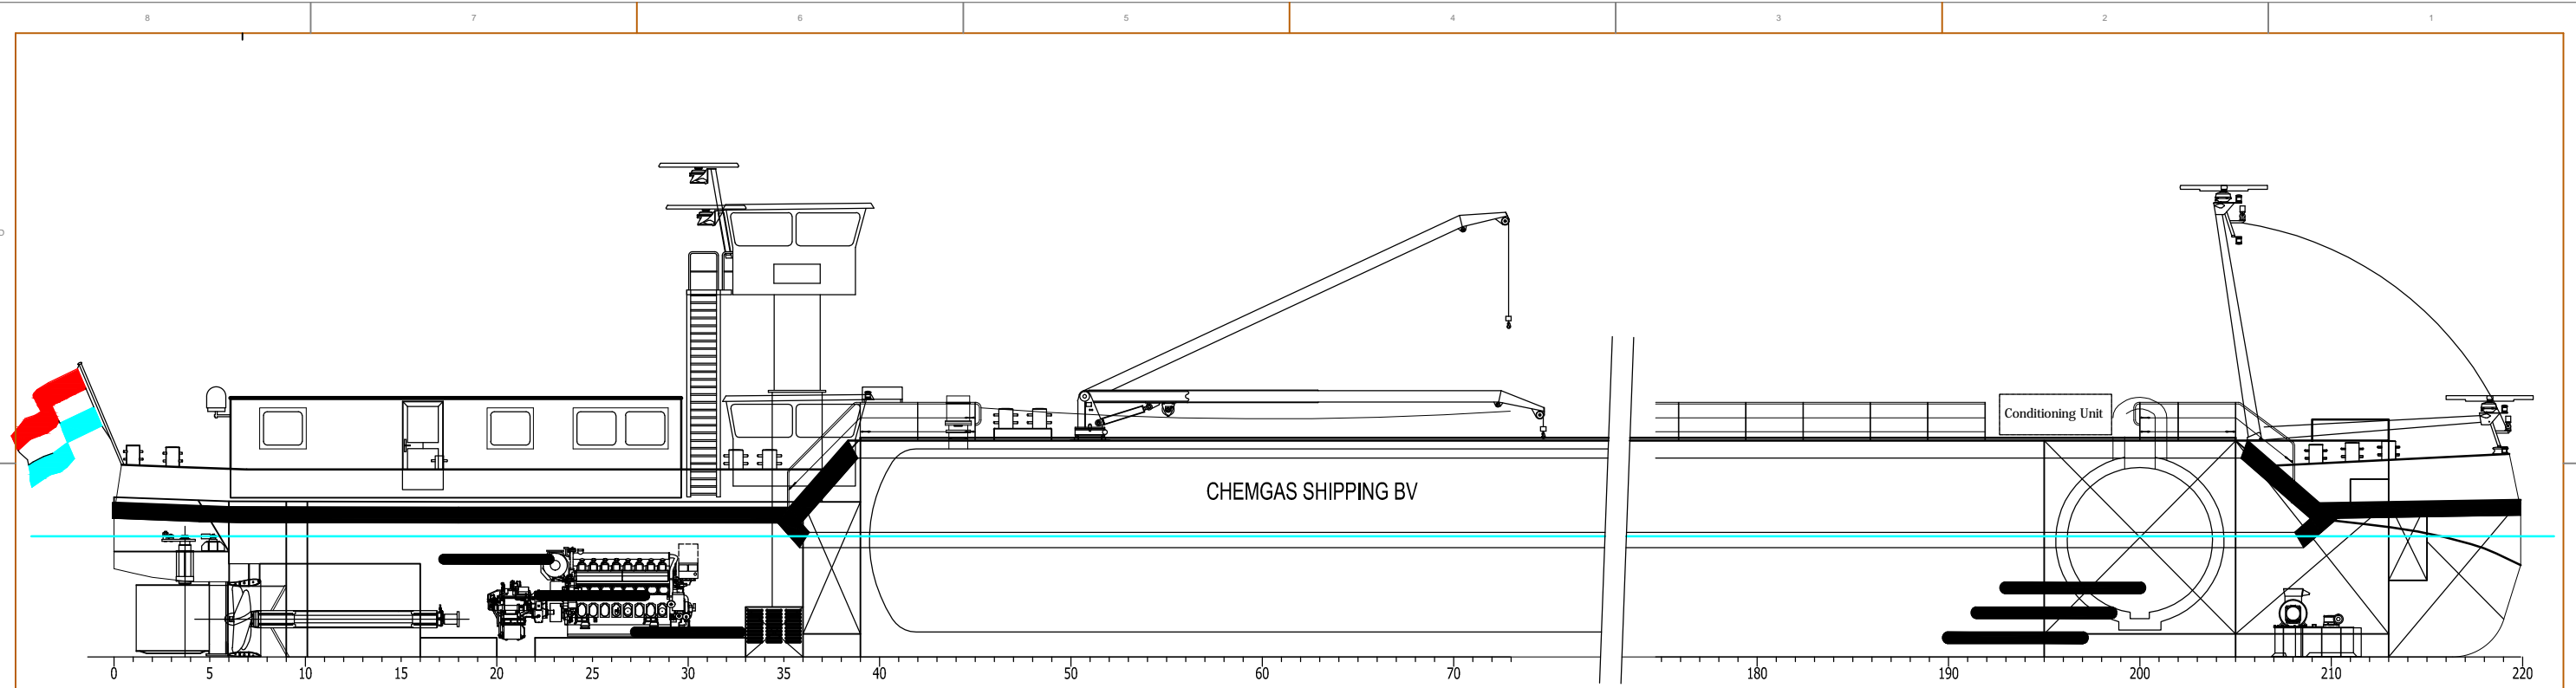 8 7 6 5 4 3 2 1
D
Conditioning Unit
CHEMGAS SHIPPING BV
0 5 10 15 20 25 30 35 40 50 60 70 180 190 200 210 220